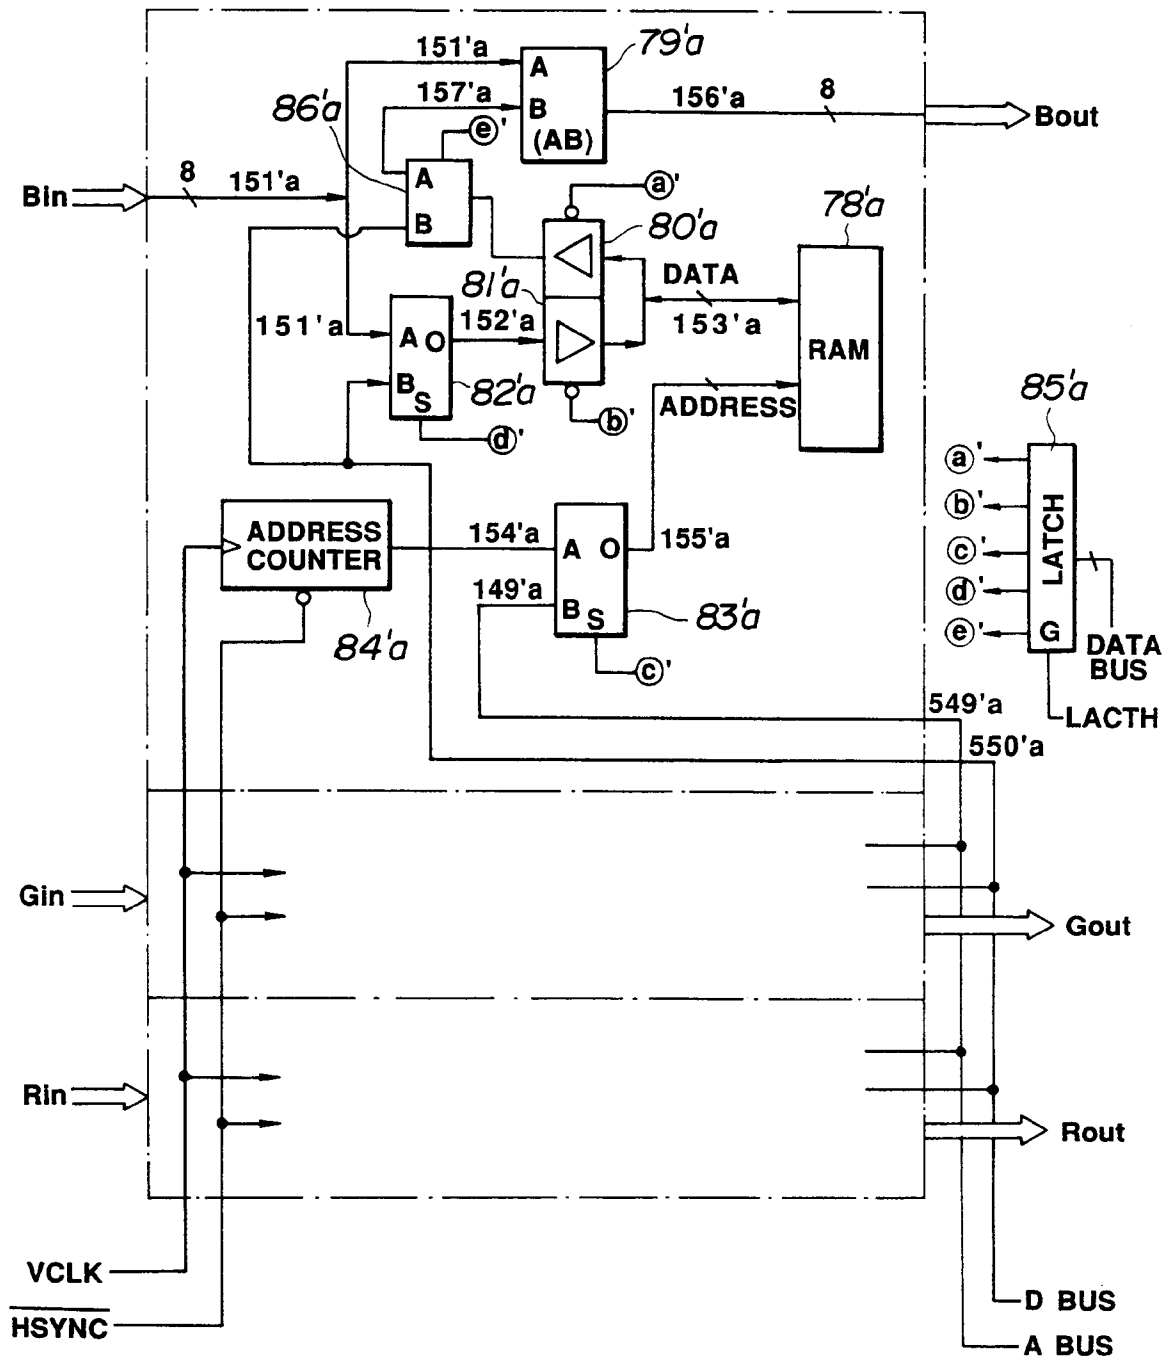 151'a
79'a
A
157'a
8
B
156'a
Bout
86'a
e'
(AB)
A
8
Bin
151'a
a'
78'a
B
80'a
81'a
DATA
151'a
A
O
152'a
153'a
RAM
B
S
82'a
ADDRESS
85'a
d'
b'
a'
b'
c'
d'
e'
LATCH
G
ADDRESS
COUNTER
154'a
A
O
155'a
149'a
B
S
83'a
84'a
c'
DATA
BUS
LACTH
549'a
550'a
Gin
Gout
Rin
Rout
VCLK
HSYNC
D BUS
A BUS